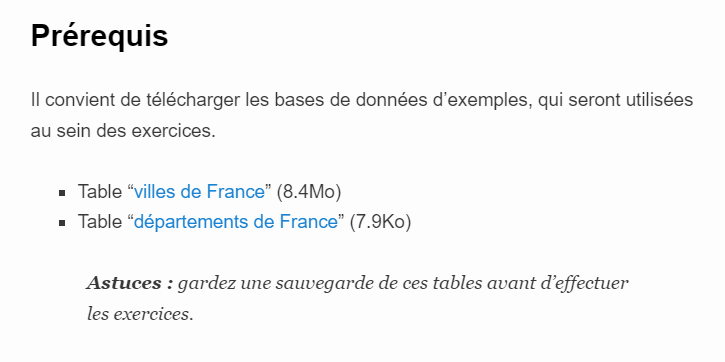 Prérequis
Il convient de télécharger les bases de données d’exemples, qui seront utilisées
au sein des exercices.
▪ Table “villes de France” (8.4Mo)
▪ Table “départements de France” (7.9Ko)
Astuces : gardez une sauvegarde de ces tables avant d’effectuer
les exercices.